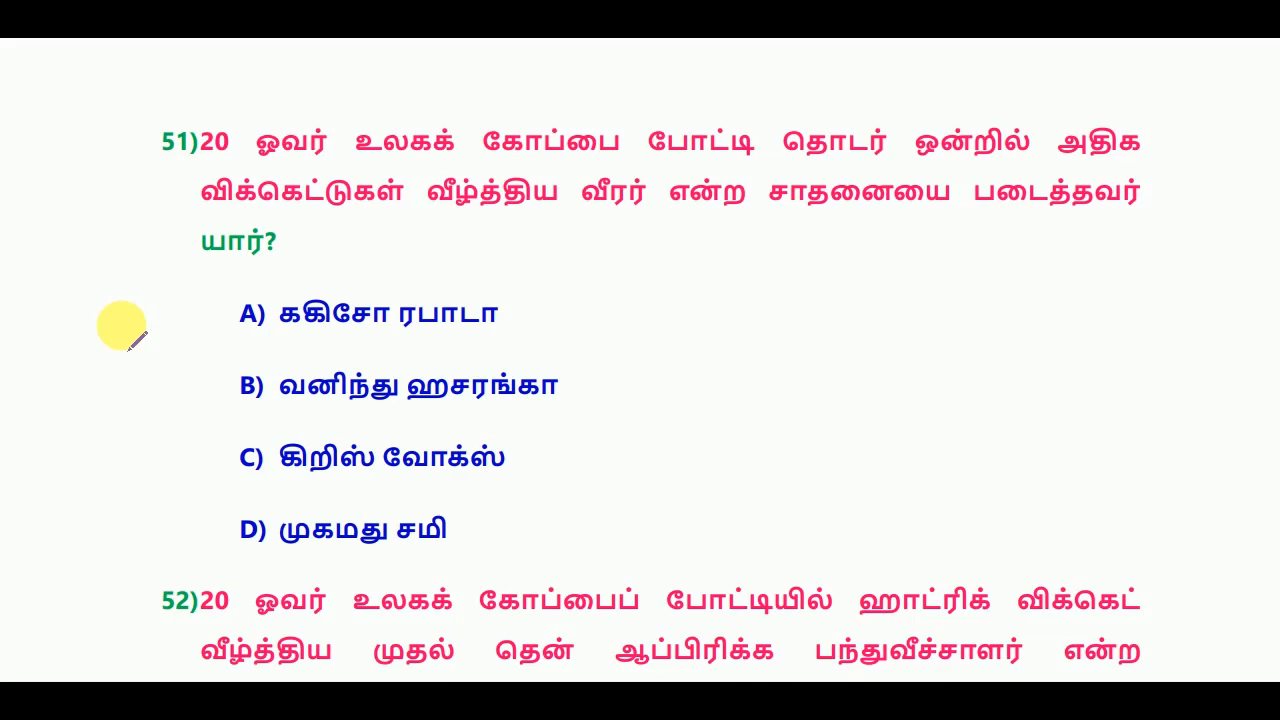 51)20 ஓவர் உலகக் கோப்பை போட்டி தொடர் ஒன்றில் அதிக
விக்கெட்டுகள் வீழ்த்திய வீரர் என்ற சாதனையை படைத்தவர்
யார்?
A) ககிசோ ரபாடா
B) வனிந்து ஹசரங்கா
C) கிறிஸ் வோக்ஸ்
D) முகமது சமி
52)20 ஓவர் உலகக் கோப்பைப் போட்டியில் ஹாட்ரிக் விக்கெட்
வீழ்த்திய முதல் தென் ஆப்பிரிக்க பந்துவீச்சாளர் என்ற